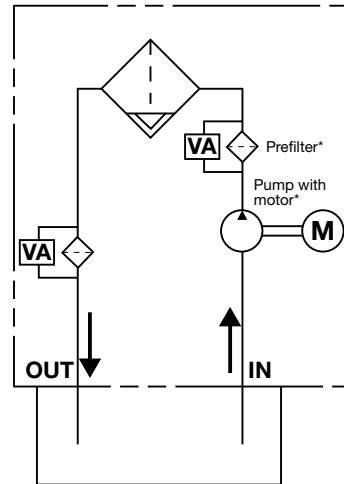 VA
Prefilter*
Pump with
motor*
M
VA
OUT
IN